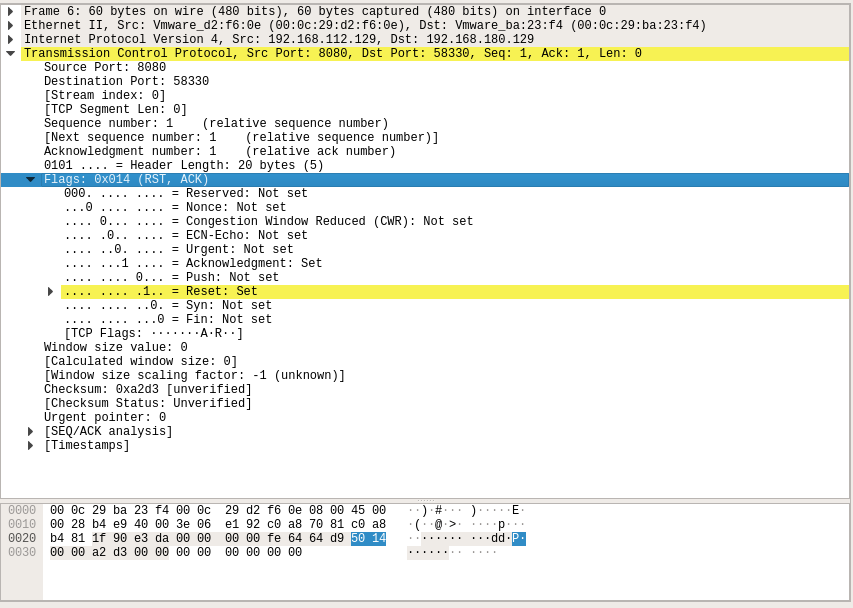 Frame 6: 60 bytes on wire (480 bits), 60 bytes captured (480 bits) on interface 0
Ethernet II, Src: Vmware_d2:f6:0e (00:0c:29:d2:f6:0e), Dst: Vmware_ba:23:f4 (00:0c:29:ba:23:f4)
Internet Protocol Version 4, Src: 192.168.112.129, Dst: 192.168.180.129
Transmission Control Protocol, Src Port: 8080, Dst Port: 58330, Seq: 1, Ack: 1, Len: 0
Source Port: 8080
Destination Port: 58330
[Stream index: 0]
[TCP Segment Len: 0]
Sequence number: 1    (relative sequence number)
[Next sequence number: 1    (relative sequence number)]
Acknowledgment number: 1    (relative ack number)
0101 .... = Header Length: 20 bytes (5)
Flags: 0x014 (RST, ACK)
000. .... .... = Reserved: Not set
...0 .... .... = Nonce: Not set
.... 0... .... = Congestion Window Reduced (CWR): Not set
.... .0.. .... = ECN-Echo: Not set
.... ..0. .... = Urgent: Not set
.... ...1 .... = Acknowledgment: Set
.... .... 0... = Push: Not set
.... .... .1.. = Reset: Set
.... .... ..0. = Syn: Not set
.... .... ...0 = Fin: Not set
[TCP Flags: ·······A·R··]
Window size value: 0
[Calculated window size: 0]
[Window size scaling factor: -1 (unknown)]
Checksum: 0xa2d3 [unverified]
[Checksum Status: Unverified]
Urgent pointer: 0
[SEQ/ACK analysis]
[Timestamps]
0000  00 0c 29 ba 23 f4 00 0c  29 d2 f6 0e 08 00 45 00   ··)·#··· )·····E·
0010  00 28 b4 e9 40 00 3e 06  e1 92 c0 a8 70 81 c0 a8   ·(··@·>· ····p···
0020  b4 81 1f 90 e3 da 00 00  00 00 fe 64 64 d9 50 14   ········ ···dd·P·
0030  00 00 a2 d3 00 00 00 00  00 00 00 00   ········ ····